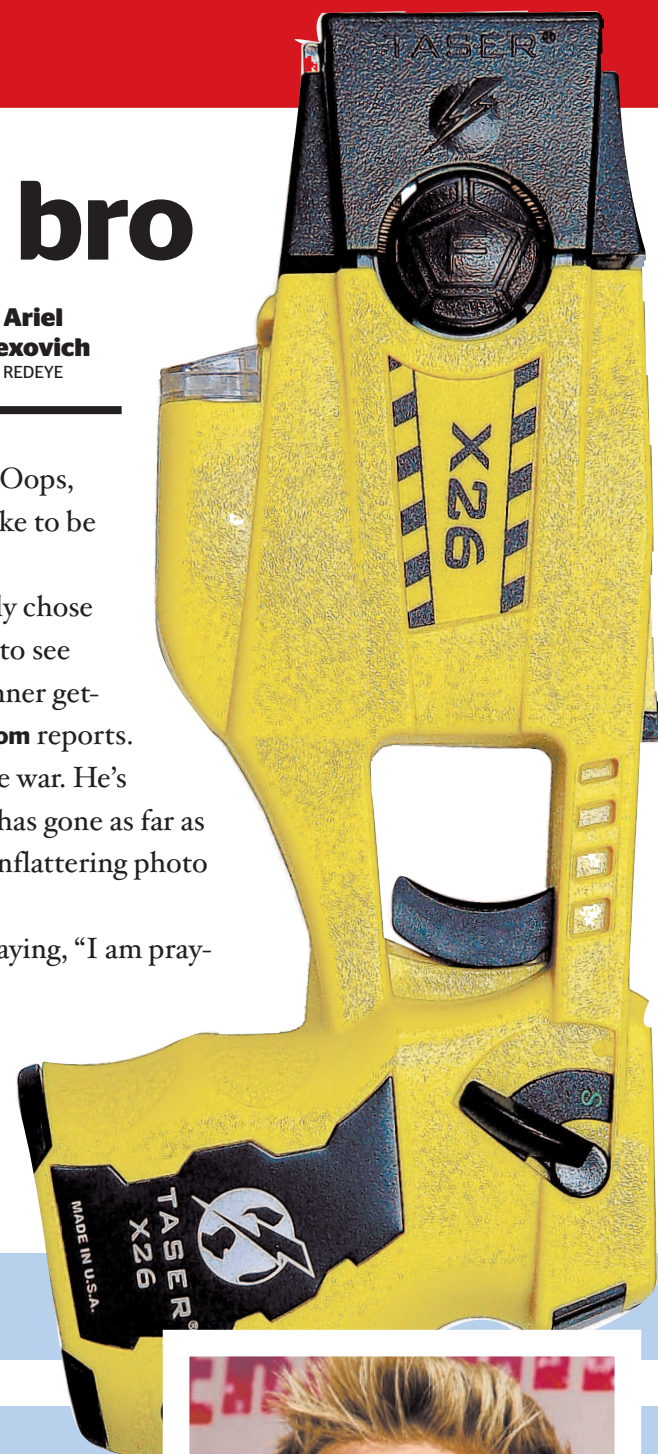 TASER®
bro
Ariel
exovich
REDEYE
F
Oops,
ke to be
ly chose
to see
nner get-
om reports.
e war. He's
has gone as far as
nflattering photo
aying, “I am pray-
X26
S
TASER®
X26
MADE IN U.S.A.